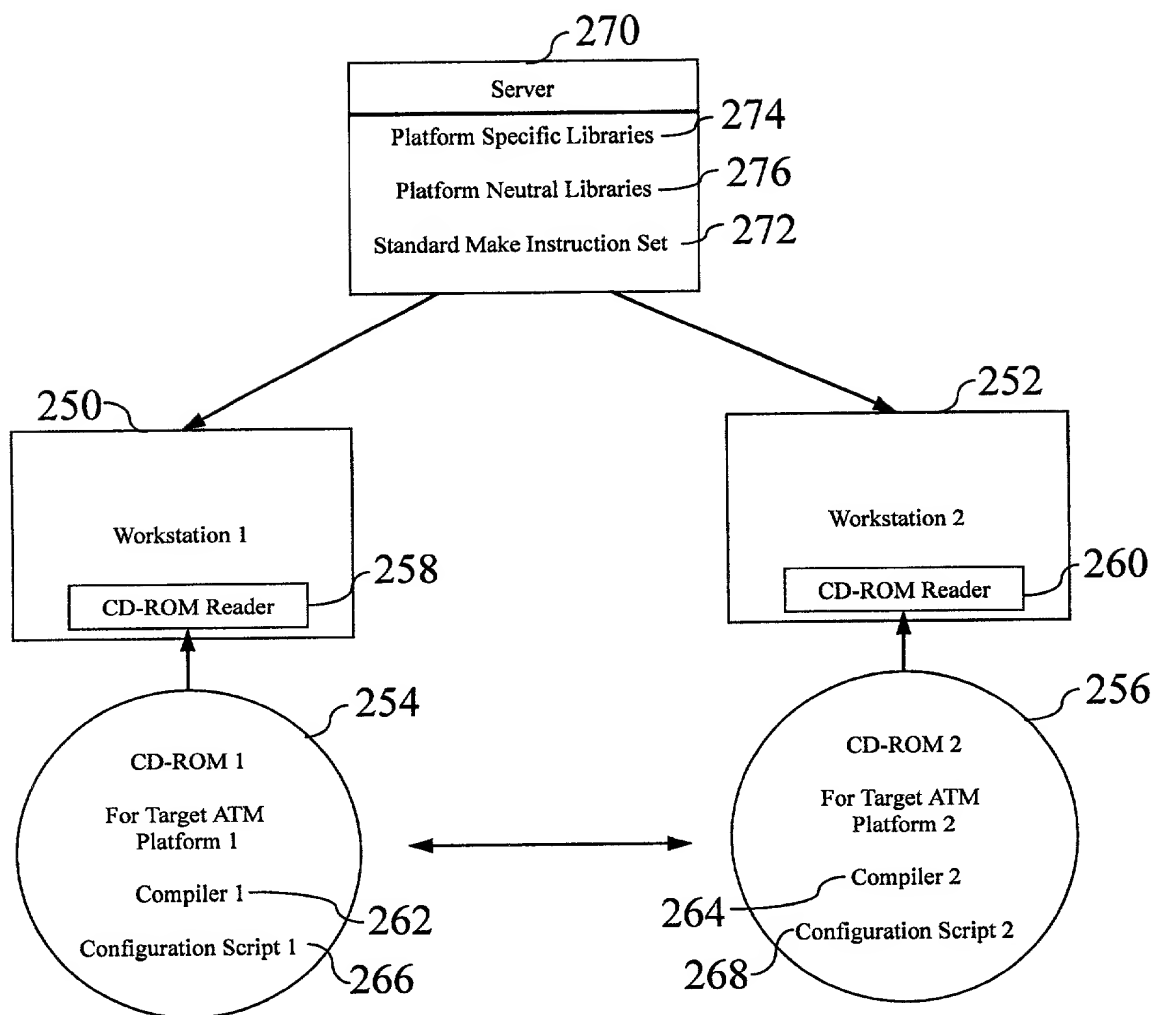 270
Server
Platform Specific Libraries 274
Platform Neutral Libraries 276
Standard Make Instruction Set 272
250
252
Workstation 1
Workstation 2
258
CD-ROM Reader
260
CD-ROM Reader
254
256
CD-ROM 1
For Target ATM
Platform 1
Compiler 1
262
Configuration Script 1
266
CD-ROM 2
For Target ATM
Platform 2
Compiler 2
264
Configuration Script 2
268